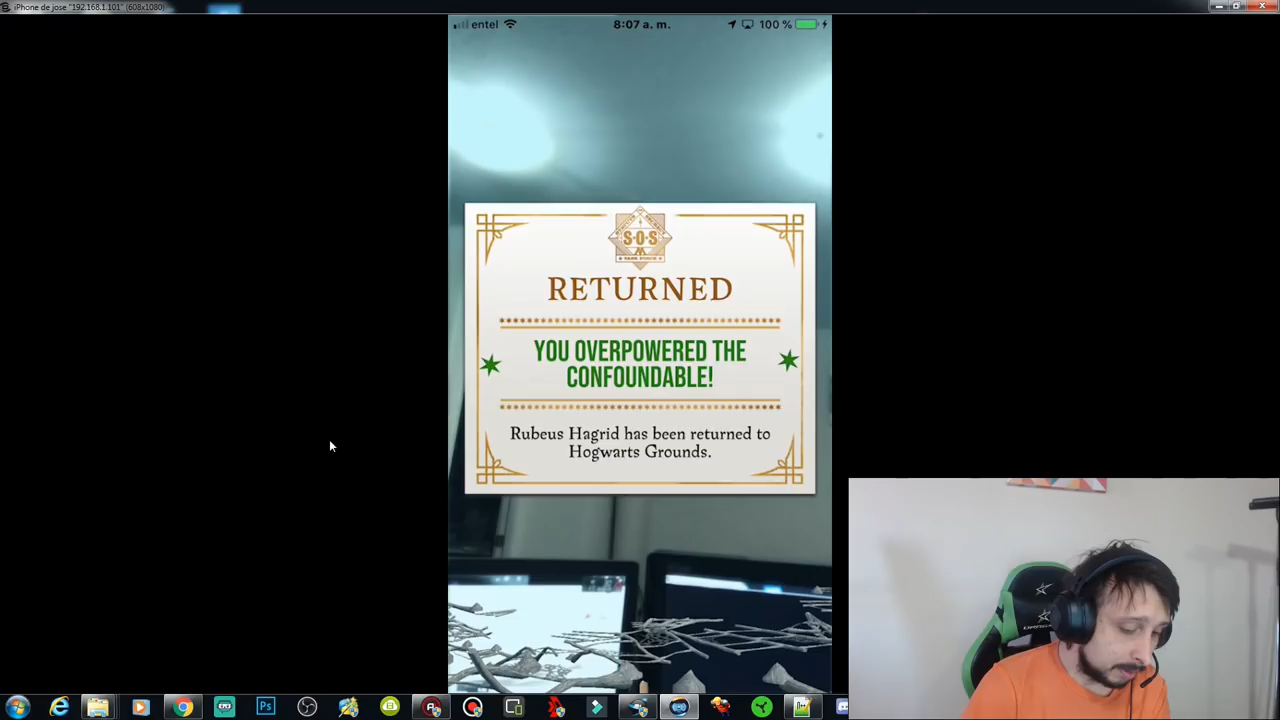 iPhone de jose "192.168.1.101" (608x1080)
entel
8:07 a. m.
100 %
S·O·S
RETURNED
YOU OVERPOWERED THE
CONFOUNDABLE!
Rubeus Hagrid has been returned to
Hogwarts Grounds.
Ps